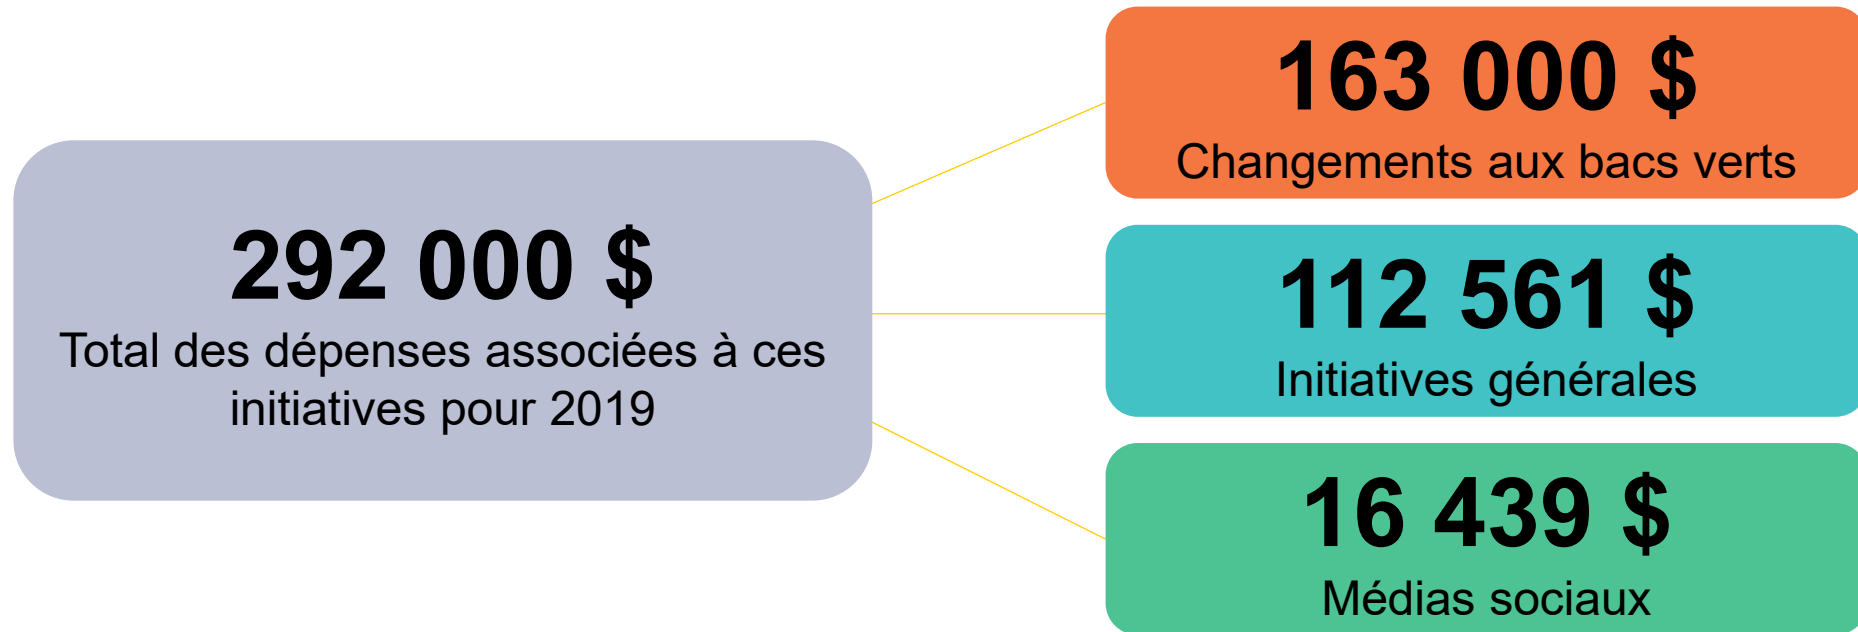 292 000 $
Total des dépenses associées à ces
initiatives pour 2019
163 000 $
Changements aux bacs verts
112 561 $
Initiatives générales
16 439 $
Médias sociaux